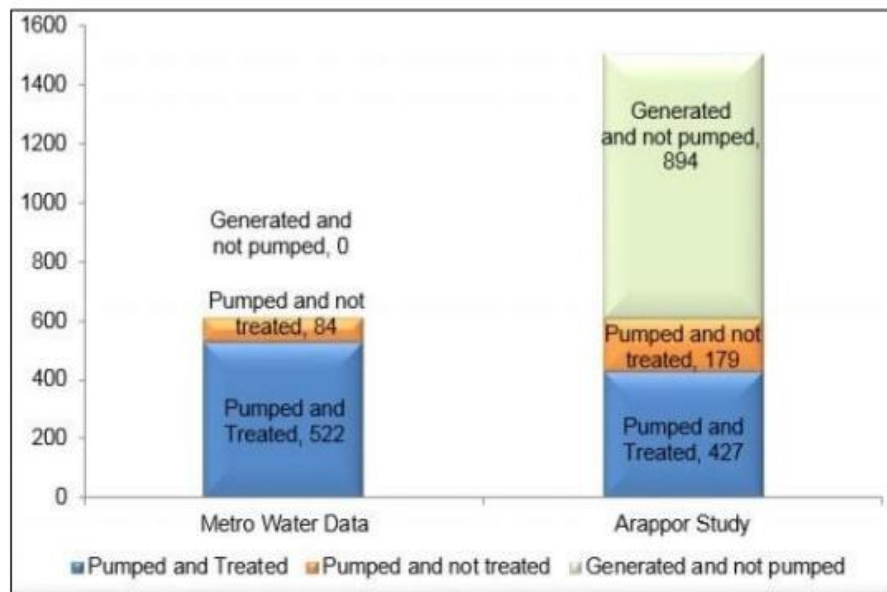 1600
1400
1200
1000
800
600
400
200
0
Generated and
not pumped, 0
Pumped and not
treated, 84
Pumped and
Treated, 522
Generated
and not pumped,
894
Pumped and not
treated, 179
Pumped and
Treated, 427
Metro Water Data
Arappor Study
Pumped and Treated
Pumped and not treated
Generated and not pumped